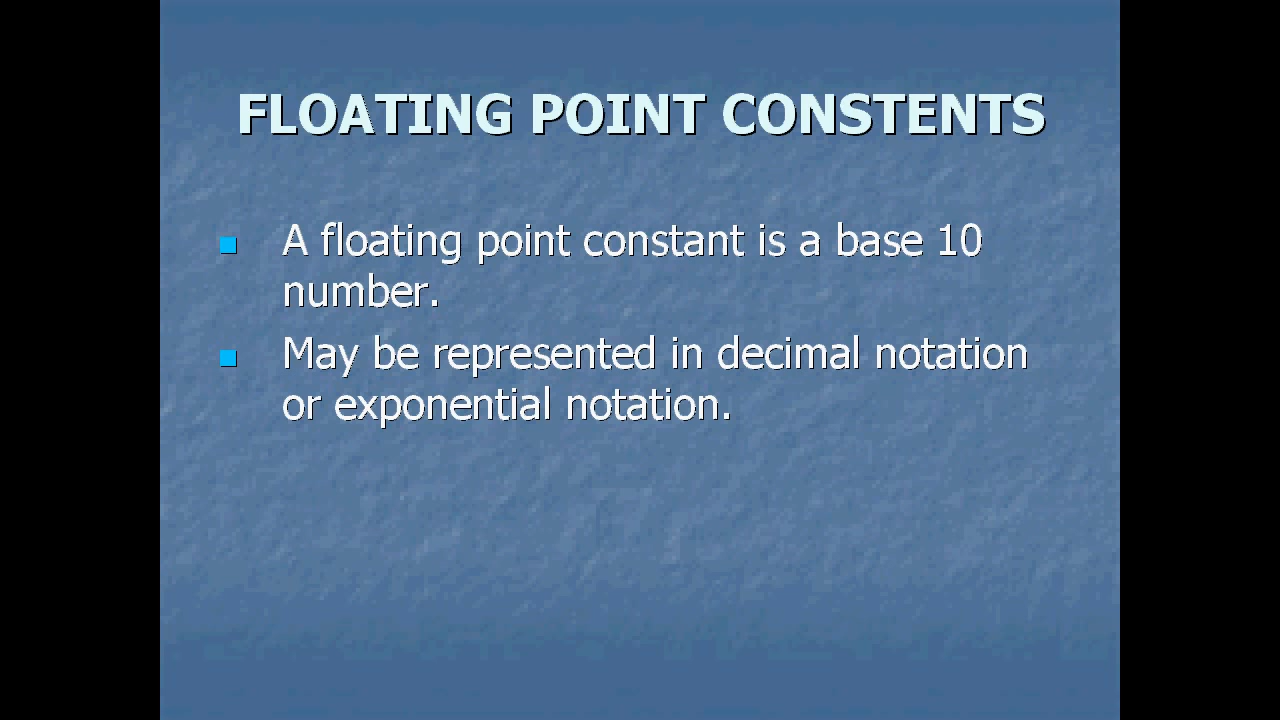 FLOATING POINT CONSTENTS
A floating point constant is a base 10
number.
May be represented in decimal notation
or exponential notation.